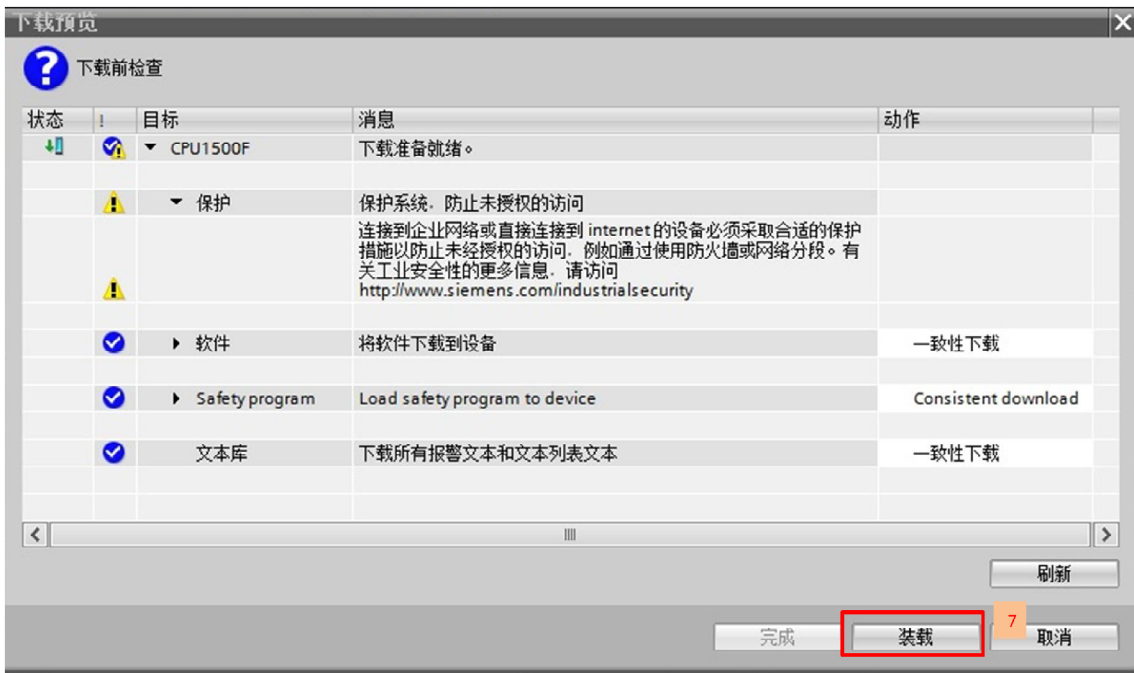 下载预览
下载前检查
状态 ! 目标 消息 动作
CPU1500F 下载准备就绪。
保护 保护系统，防止未授权的访问
连接到企业网络或直接连接到 internet 的设备必须采取合适的保护
措施以防止未经授权的访问，例如通过使用防火墙或网络分段。有
关工业安全性的更多信息，请访问
http://www.siemens.com/industrialsecurity
软件 将软件下载到设备 一致性下载
Safety program Load safety program to device Consistent download
文本库 下载所有报警文本和文本列表文本 一致性下载
刷新
7
完成 装载 取消